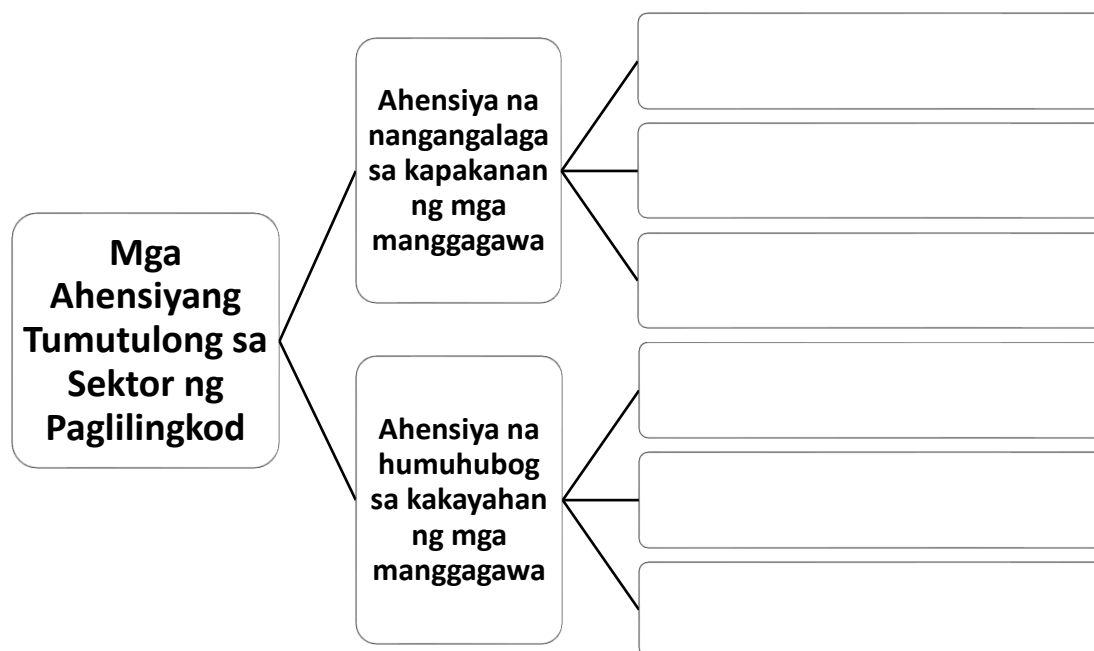 Mga
Ahensiyang
Tumutulong sa
Sektor ng
Paglilingkod
Ahensiya na
nangangalaga
sa kapakanan
ng mga
manggagawa
Ahensiya na
humuhubog
sa kakayahan
ng mga
manggagawa